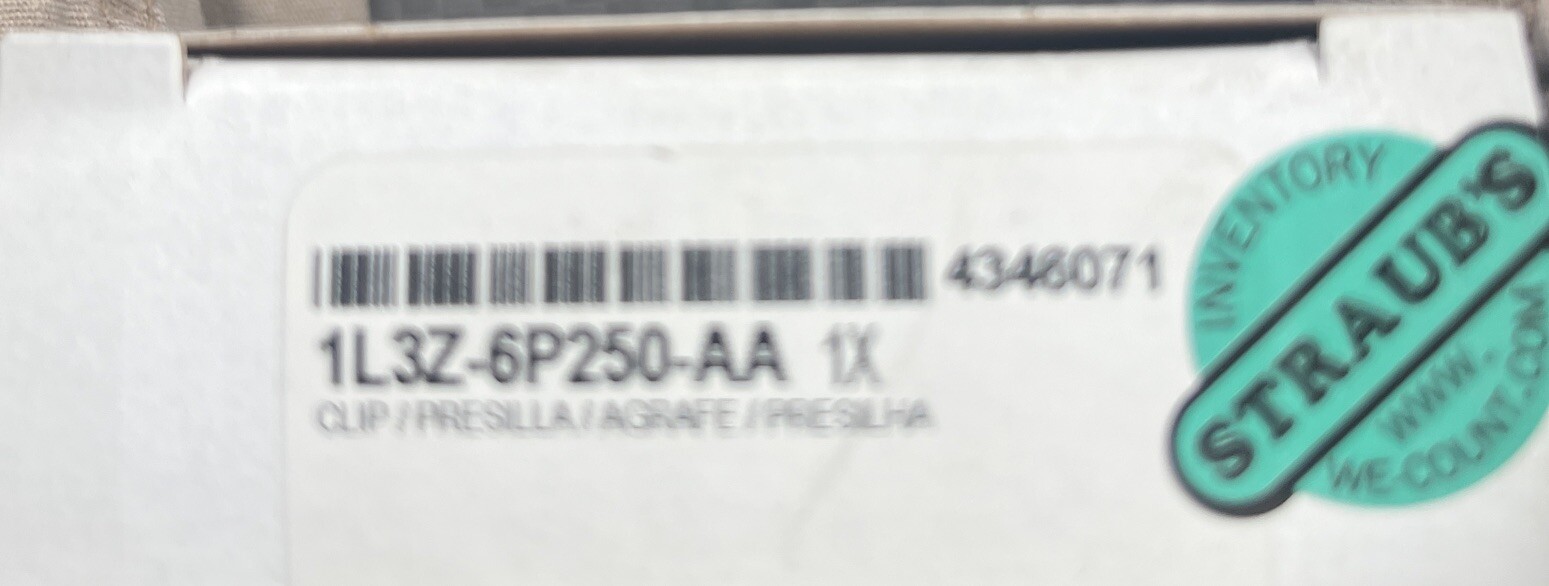 4346071
1L3Z-6P250-AA 1X
CLIP / PRESILLA / AGRAFE / PRESILHA
INVENTORY
STRAUB'S
WWW.
WE-COUNT.COM